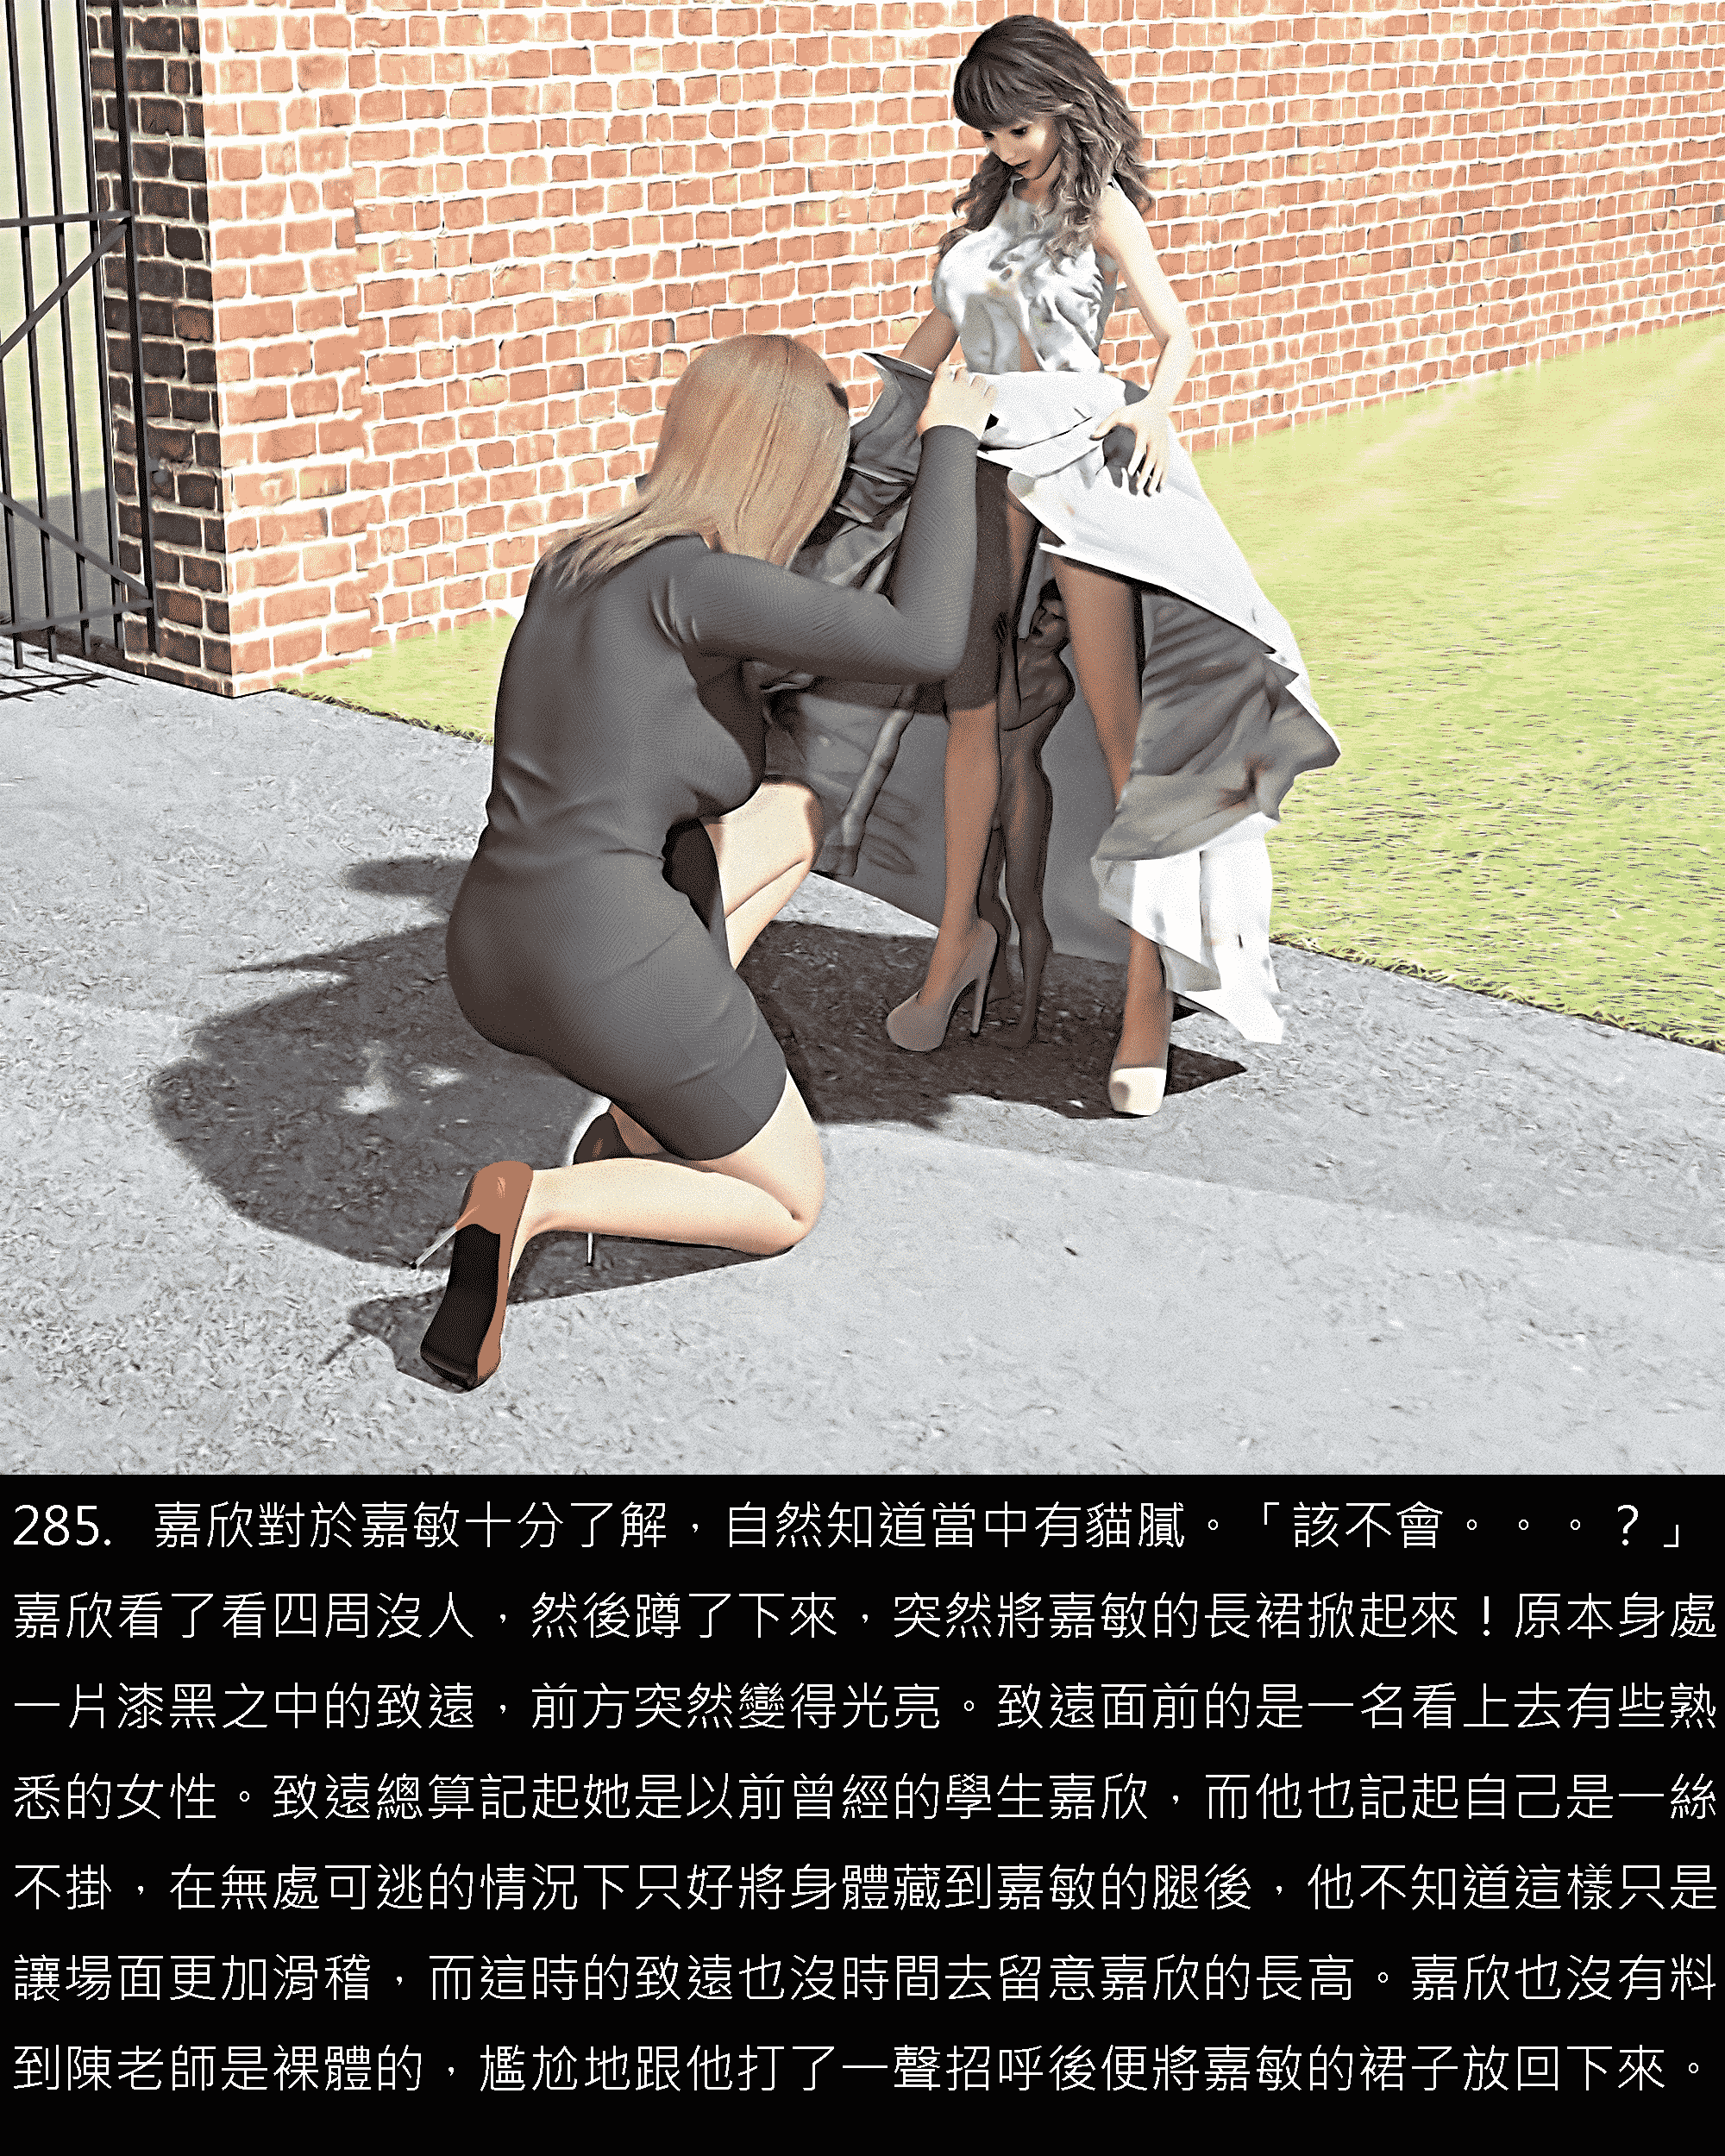 285. 嘉欣對於嘉敏十分了解，自然知道當中有貓膩。「該不會。。。？」
嘉欣看了看四周沒人，然後蹲了下來，突然將嘉敏的長裙掀起來！原本身處
一片漆黑之中的致遠，前方突然變得光亮。致遠面前的是一名看上去有些熟
悉的女性。致遠總算記起她是以前曾經的學生嘉欣，而他也記起自己是一絲
不掛，在無處可逃的情況下只好將身體藏到嘉敏的腿後，他不知道這樣只是
讓場面更加滑稽，而這時的致遠也沒時間去留意嘉欣的長高。嘉欣也沒有料
到陳老師是裸體的，尷尬地跟他打了一聲招呼後便將嘉敏的裙子放回下來。